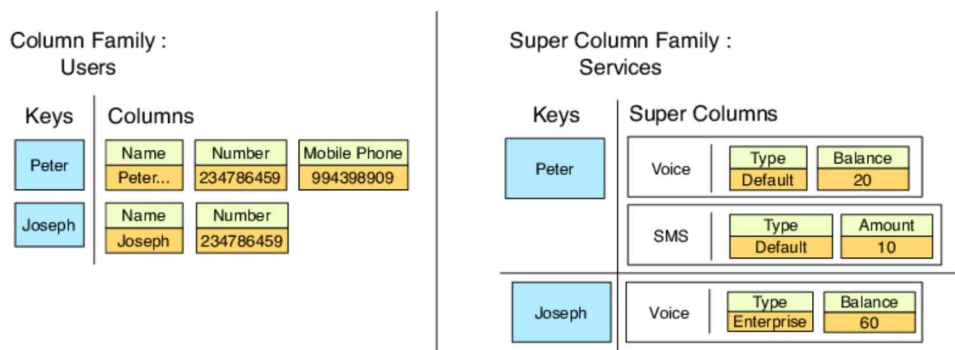 Column Family :
Users
Keys Columns
Peter
Name Number Mobile Phone
Peter... 234786459 994398909
Joseph
Name Number
Joseph 234786459
Super Column Family :
Services
Keys Super Columns
Peter
Voice
Type Balance
Default 20
SMS
Type Amount
Default 10
Joseph
Voice
Type Balance
Enterprise 60